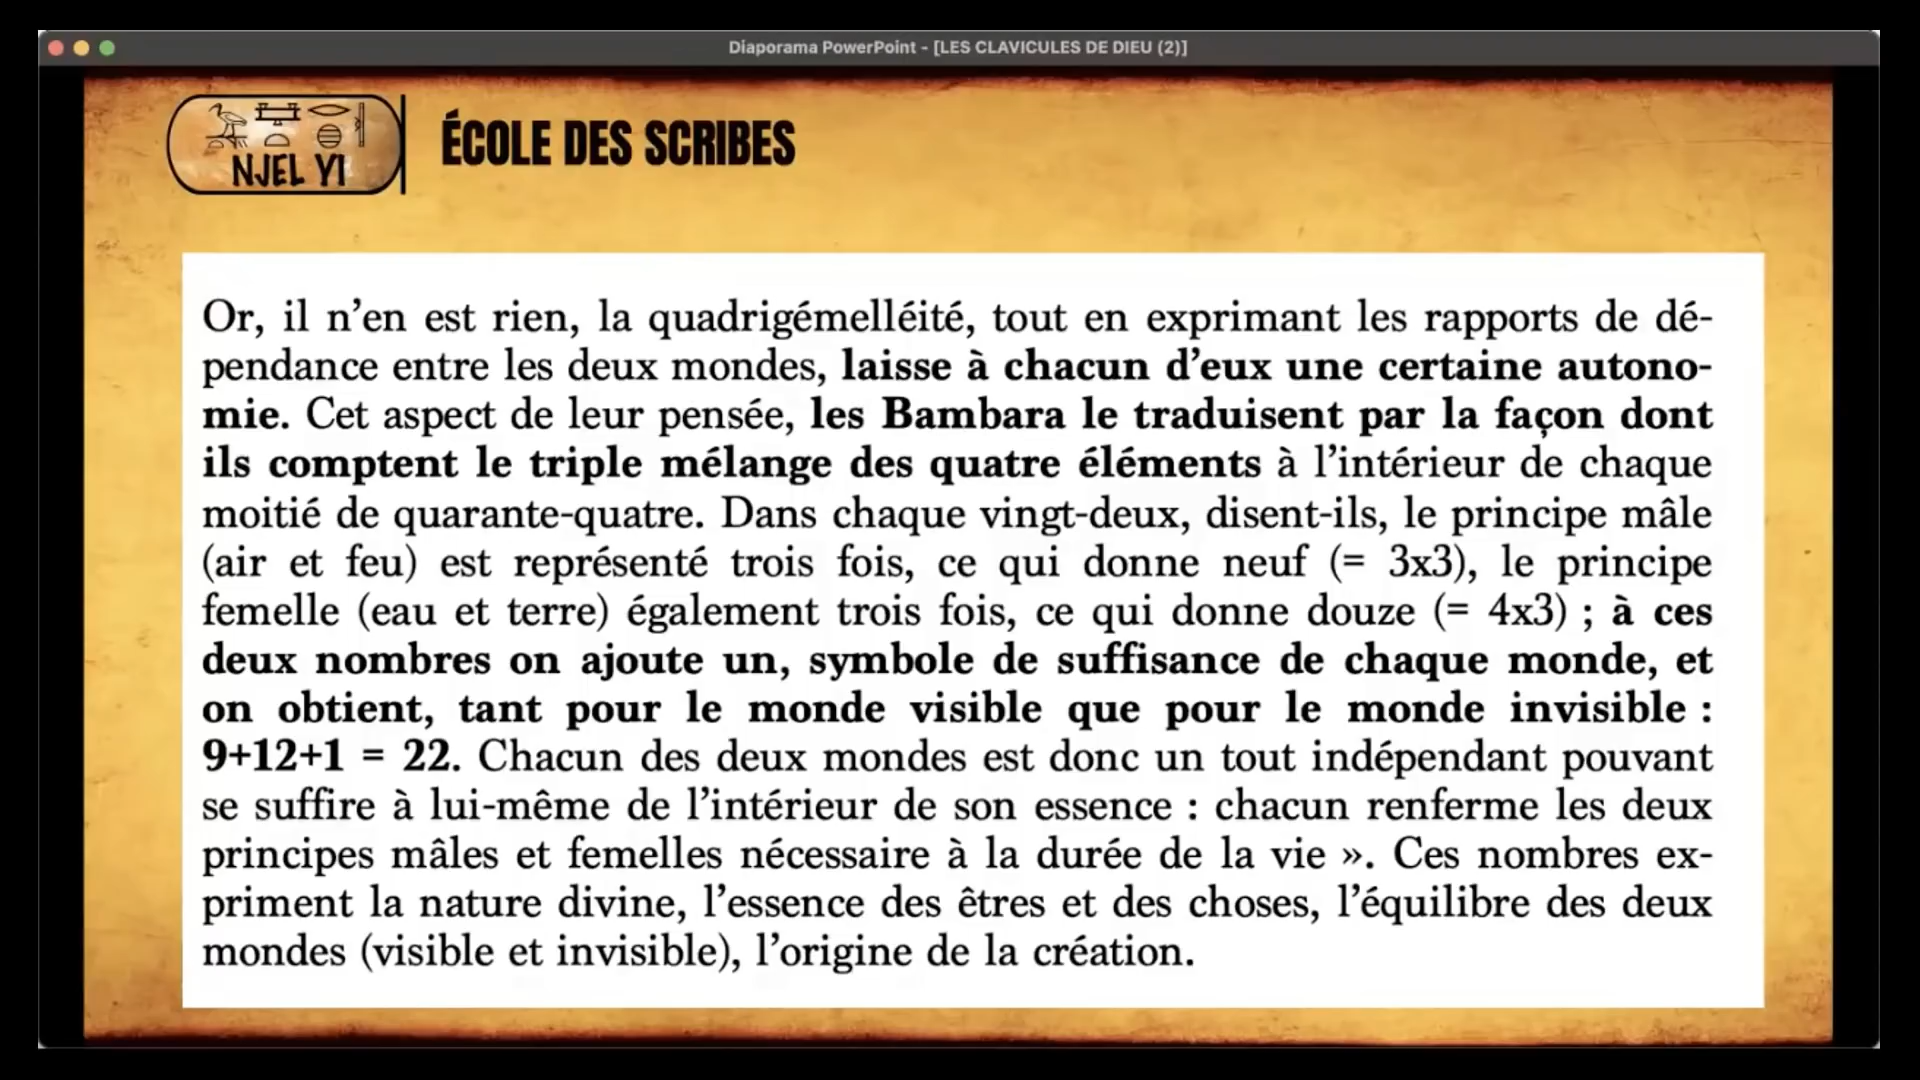 Diaporama PowerPoint - [LES CLAVICULES DE DIEU (2)]
NJEL YI
ÉCOLE DES SCRIBES
Or, il n’en est rien, la quadrigémelléité, tout en exprimant les rapports de dé-
pendance entre les deux mondes, laisse à chacun d’eux une certaine autono-
mie. Cet aspect de leur pensée, les Bambara le traduisent par la façon dont
ils comptent le triple mélange des quatre éléments à l’intérieur de chaque
moitié de quarante-quatre. Dans chaque vingt-deux, disent-ils, le principe mâle
(air et feu) est représenté trois fois, ce qui donne neuf (= 3x3), le principe
femelle (eau et terre) également trois fois, ce qui donne douze (= 4x3) ; à ces
deux nombres on ajoute un, symbole de suffisance de chaque monde, et
on obtient, tant pour le monde visible que pour le monde invisible :
9+12+1 = 22. Chacun des deux mondes est donc un tout indépendant pouvant
se suffire à lui-même de l’intérieur de son essence : chacun renferme les deux
principes mâles et femelles nécessaire à la durée de la vie ». Ces nombres ex-
priment la nature divine, l’essence des êtres et des choses, l’équilibre des deux
mondes (visible et invisible), l’origine de la création.